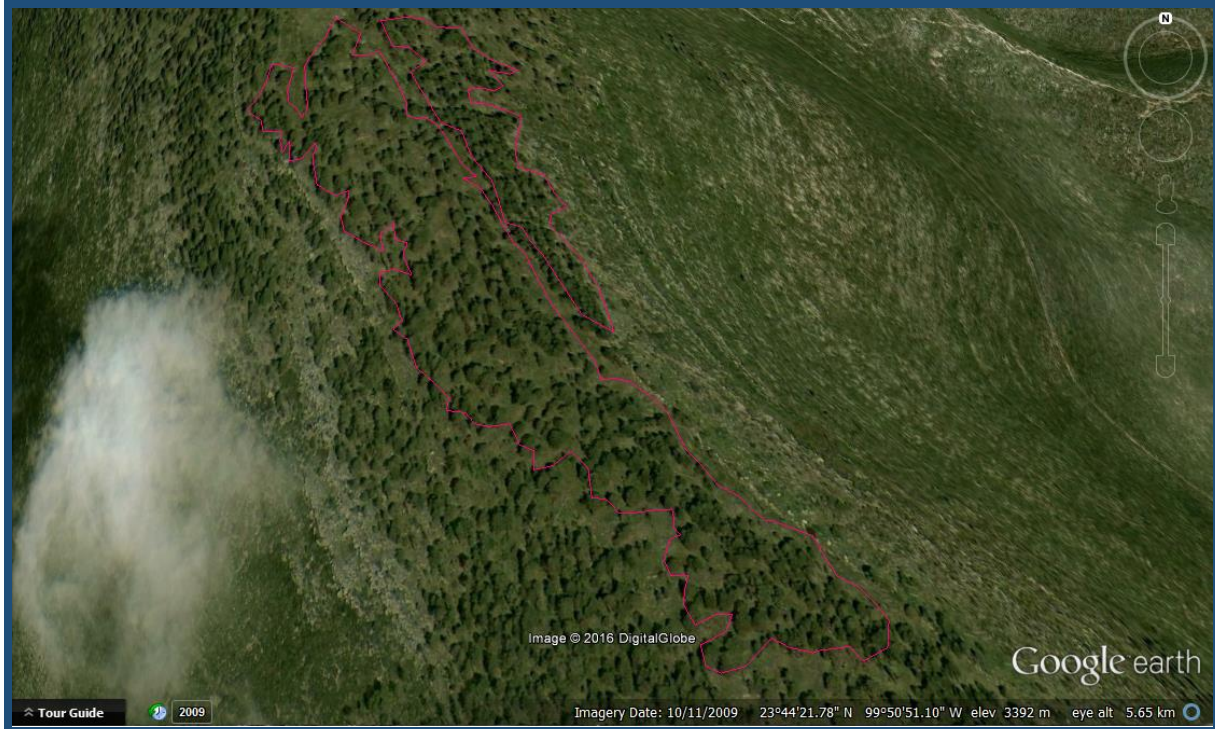 N
Image © 2016 DigitalGlobe
Google earth
Tour Guide
2009
Imagery Date: 10/11/2009 23°44'21.78" N 99°50'51.10" W elev 3392 m eye alt 5.65 km